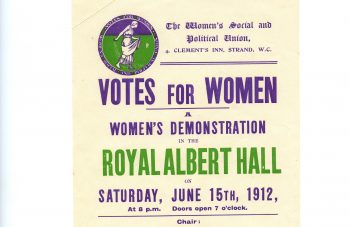 The Women's Social and
Political Union,
4, CLEMENT'S INN, STRAND, W.C.
VOTES FOR WOMEN
A
WOMEN'S DEMONSTRATION
IN THE
ROYAL ALBERT HALL
ON
SATURDAY, JUNE 15TH, 1912,
At 8 p.m. Doors open 7 o'clock.
Chair: